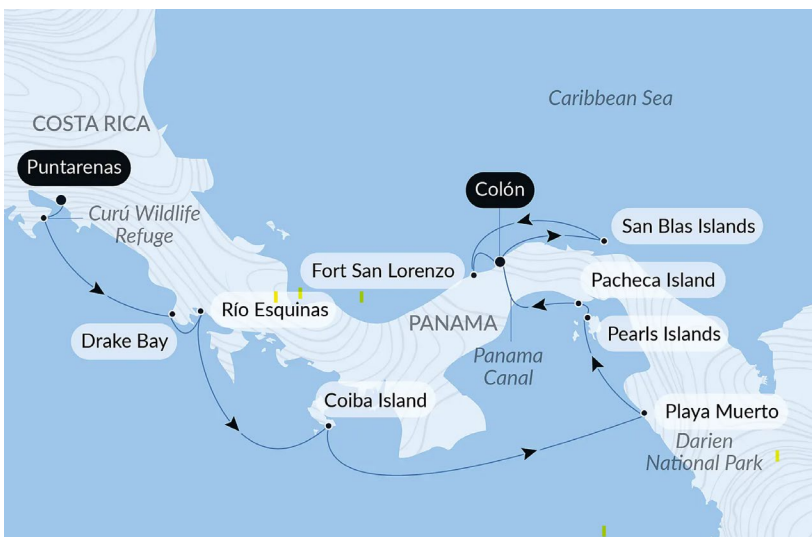 Caribbean Sea
COSTA RICA
Puntarenas
Curú Wildlife
Refuge
Colón
San Blas Islands
Fort San Lorenzo
Pacheca Island
Río Esquinas
PANAMA
Pearls Islands
Drake Bay
Panama
Canal
Coiba Island
Playa Muerto
Darien
National Park